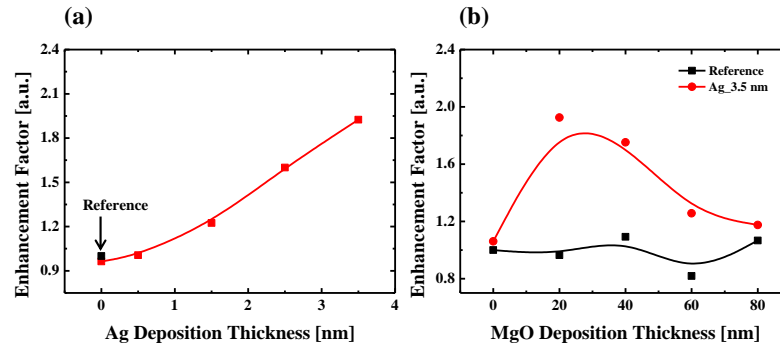 (a)
2.4
2.1
1.8
1.5
1.2
0.9
Enhancement Factor [a.u.]
Reference
0
1
2
3
4
Ag Deposition Thickness [nm]
(b)
2.4
2.0
1.6
1.2
0.8
Enhancement Factor [a.u.]
Reference
Ag_3.5 nm
0
20
40
60
80
MgO Deposition Thickness [nm]